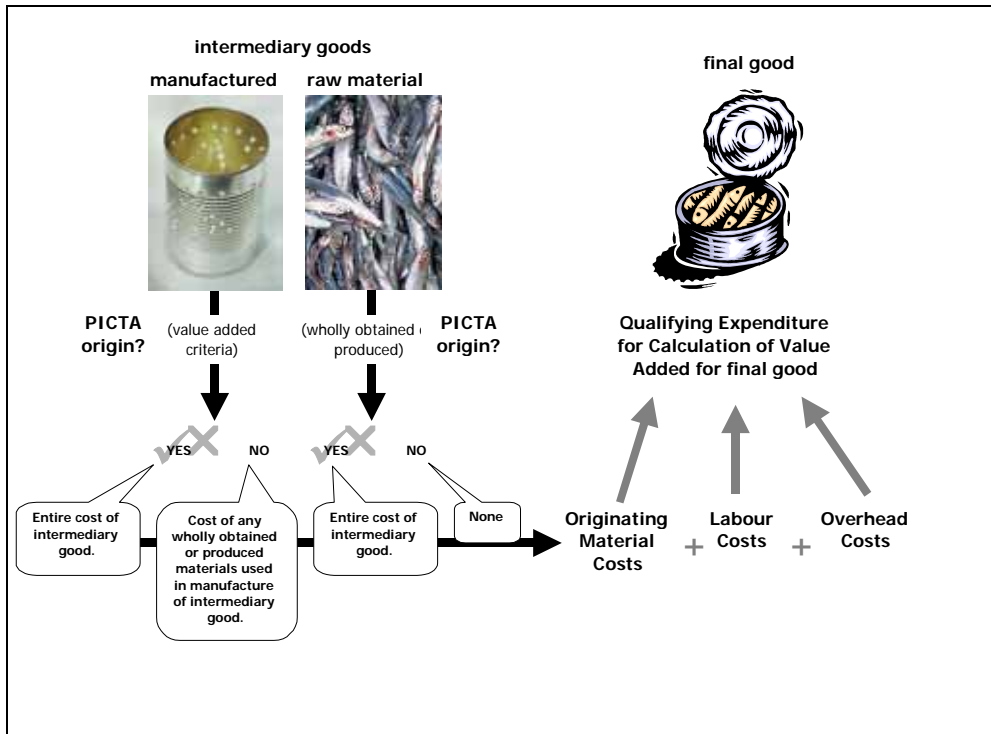 intermediary goods
manufactured
raw material
final good
PICTA
origin?
(value added
criteria)
(wholly obtained
produced)
PICTA
origin?
Qualifying Expenditure
for Calculation of Value
Added for final good
YES
NO
YES
NO
Entire cost of
intermediary
good.
Cost of any
wholly obtained
or produced
materials used
in manufacture
of intermediary
good.
Entire cost of
intermediary
good.
None
Originating
Material
Costs
+
Labour
Costs
+
Overhead
Costs